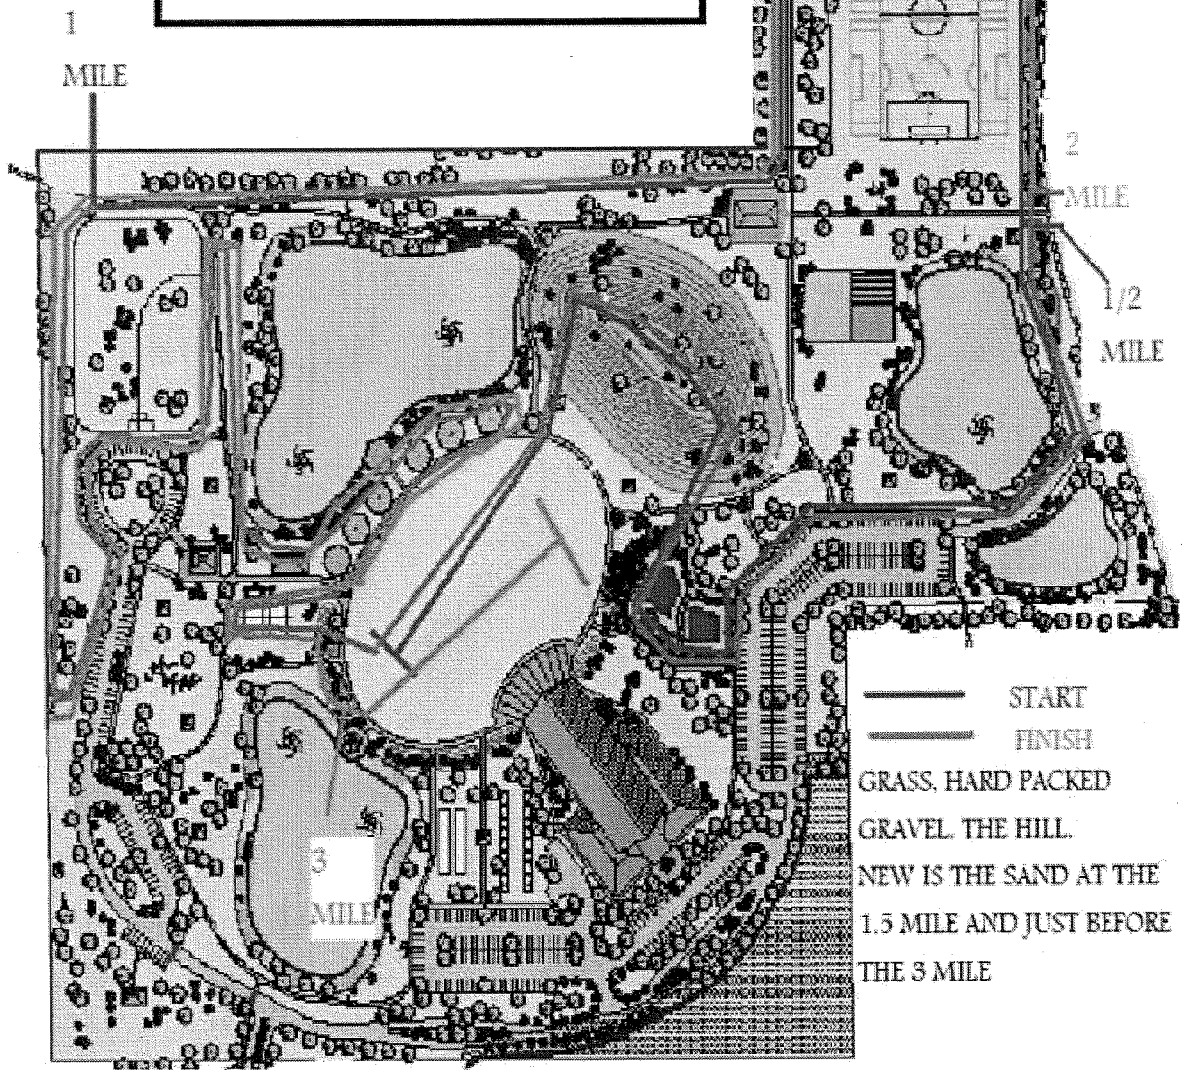 1
MILE
2
MILE
1/2
MILE
START
FINISH
GRASS, HARD PACKED
GRAVEL. THE HILL.
NEW IS THE SAND AT THE
1.5 MILE AND JUST BEFORE
THE 3 MILE
3
MILE